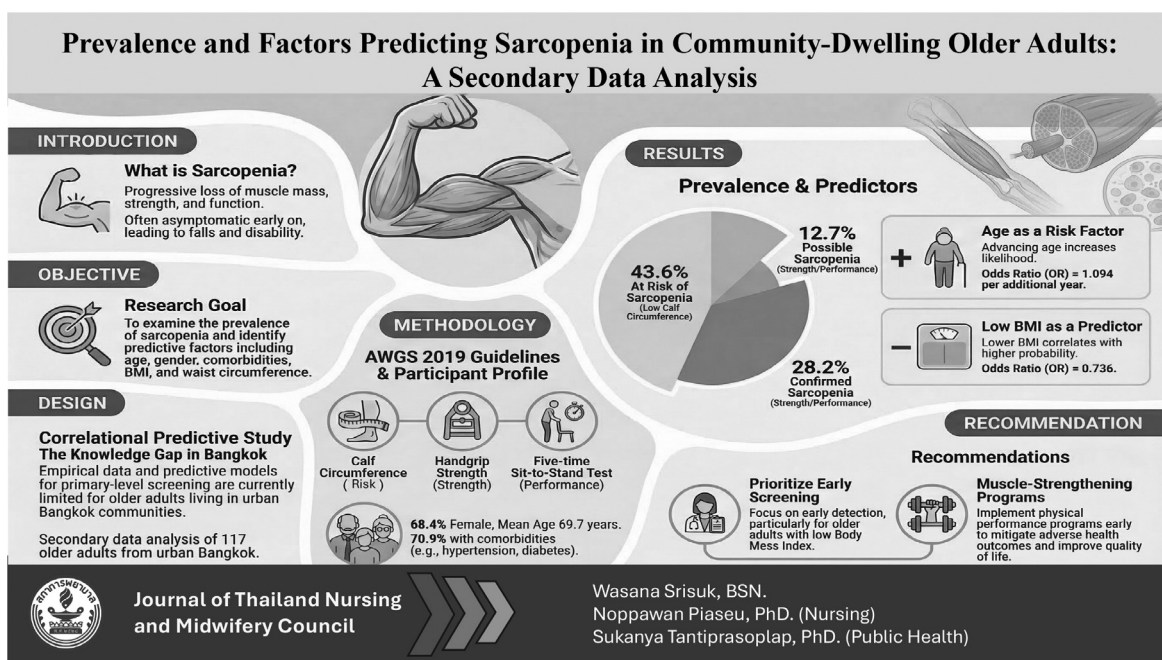 Prevalence and Factors Predicting Sarcopenia in Community-Dwelling Older Adults:
A Secondary Data Analysis
INTRODUCTION
What is Sarcopenia?
Progressive loss of muscle mass,
strength, and function.
Often asymptomatic early on,
leading to falls and disability.
OBJECTIVE
Research Goal
To examine the prevalence
of sarcopenia and identify
predictive factors including
age, gender, comorbidities,
BMI, and waist circumference.
DESIGN
Correlational Predictive Study
The Knowledge Gap in Bangkok
Empirical data and predictive models
for primary-level screening are currently
limited for older adults living in urban
Bangkok communities.
Secondary data analysis of 117
older adults from urban Bangkok.
METHODOLOGY
AWGS 2019 Guidelines
& Participant Profile
Calf
Circumference
( Risk )
Handgrip
Strength
(Strength)
Five-time
Sit-to-Stand Test
(Performance)
68.4% Female, Mean Age 69.7 years.
70.9% with comorbidities
(e.g., hypertension, diabetes).
RESULTS
Prevalence & Predictors
43.6%
At Risk of
Sarcopenia
(Low Calf
Circumference)
12.7%
Possible
Sarcopenia
(Strength/Performance)
28.2%
Confirmed
Sarcopenia
(Strength/Performance)
+
Age as a Risk Factor
Advancing age increases
likelihood.
Odds Ratio (OR) = 1.094
per additional year.
−
Low BMI as a Predictor
Lower BMI correlates with
higher probability.
Odds Ratio (OR) = 0.736.
RECOMMENDATION
Recommendations
Prioritize Early
Screening
Focus on early detection,
particularly for older
adults with low Body
Mess Index.
Muscle-Strengthening
Programs
Implement physical
performance programs early
to mitigate adverse health
outcomes and improve quality
of life.
สภาการพยาบาล
Journal of Thailand Nursing
and Midwifery Council
Wasana Srisuk, BSN.
Noppawan Piaseu, PhD. (Nursing)
Sukanya Tantiprasoplap, PhD. (Public Health)